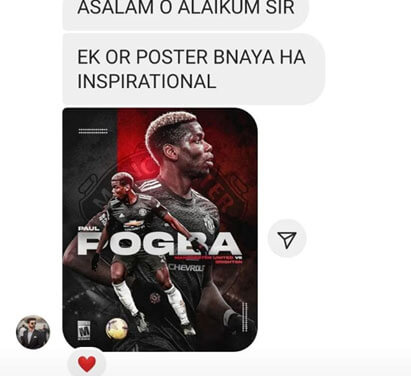 ASALAM O ALAIKUM SIR
EK OR POSTER BNAYA HA
INSPIRATIONAL
PAUL
POGBA
MANCHESTER UNITED VS
BRIGHTON
CHEVROLET
M